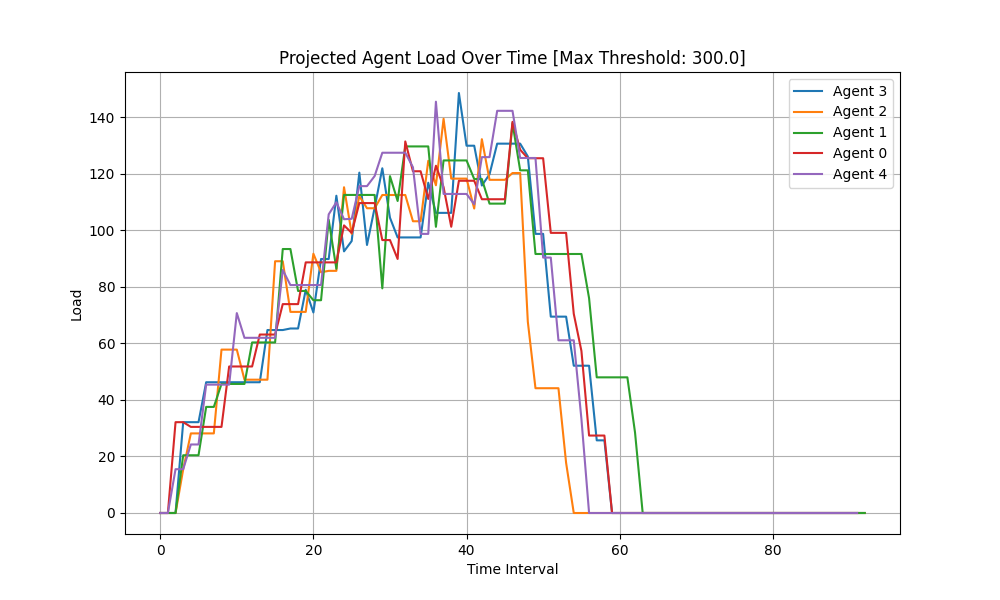 Projected Agent Load Over Time [Max Threshold: 300.0]
Agent 3
Agent 2
Agent 1
Agent 0
Agent 4
140
120
100
80
60
40
20
0
Load
0 20 40 60 80
Time Interval